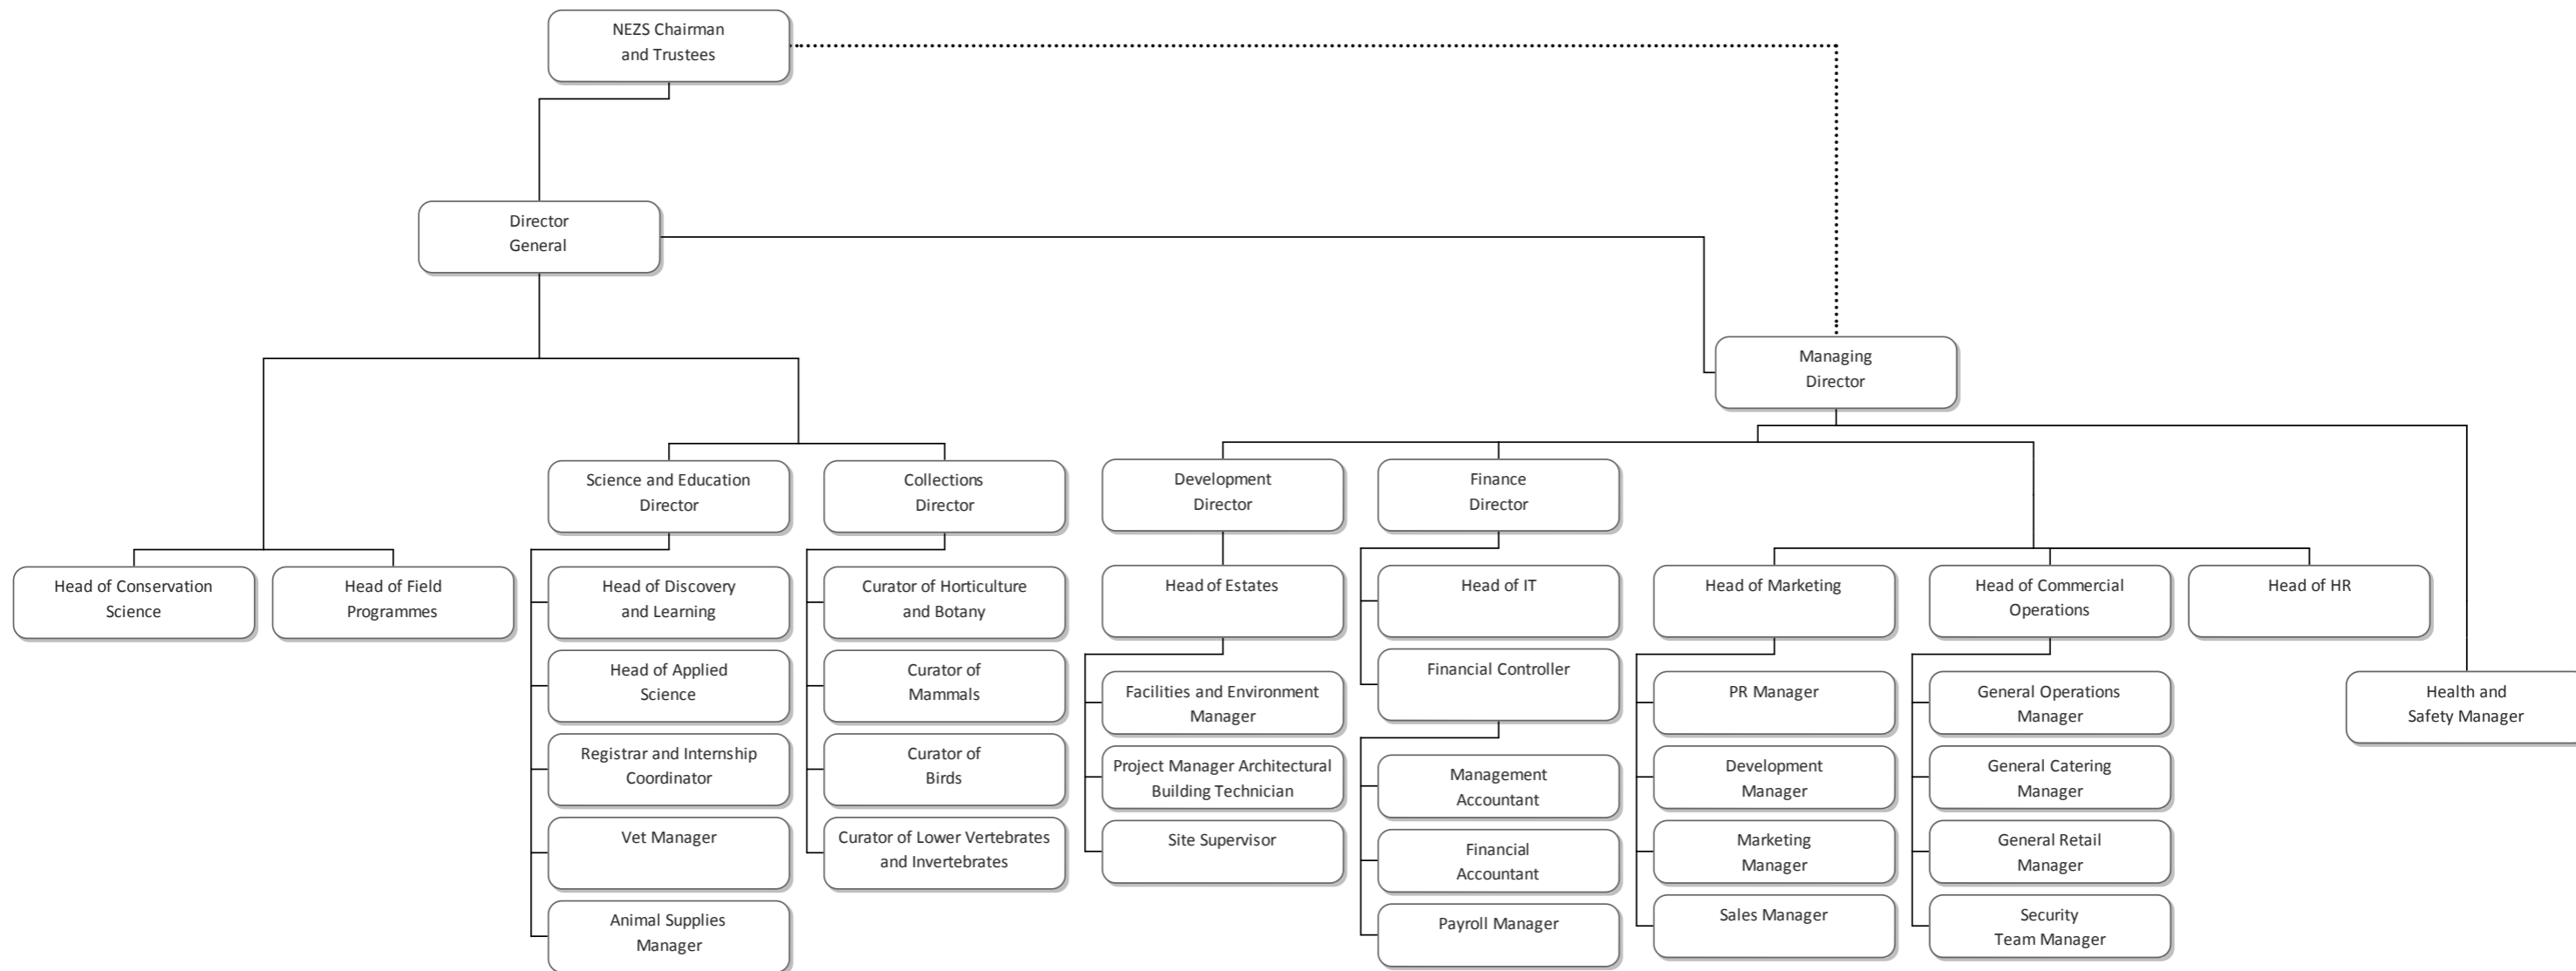 NEZS Chairman
and Trustees
Director
General
Managing
Director
Science and Education
Director
Collections
Director
Development
Director
Finance
Director
Head of Conservation
Science
Head of Field
Programmes
Head of Discovery
and Learning
Head of Applied
Science
Registrar and Internship
Coordinator
Vet Manager
Animal Supplies
Manager
Curator of Horticulture
and Botany
Curator of
Mammals
Curator of
Birds
Curator of Lower Vertebrates
and Invertebrates
Head of Estates
Facilities and Environment
Manager
Project Manager Architectural
Building Technician
Site Supervisor
Head of IT
Financial Controller
Management
Accountant
Financial
Accountant
Payroll Manager
Head of Marketing
PR Manager
Development
Manager
Marketing
Manager
Sales Manager
Head of Commercial
Operations
General Operations
Manager
General Catering
Manager
General Retail
Manager
Security
Team Manager
Head of HR
Health and
Safety Manager